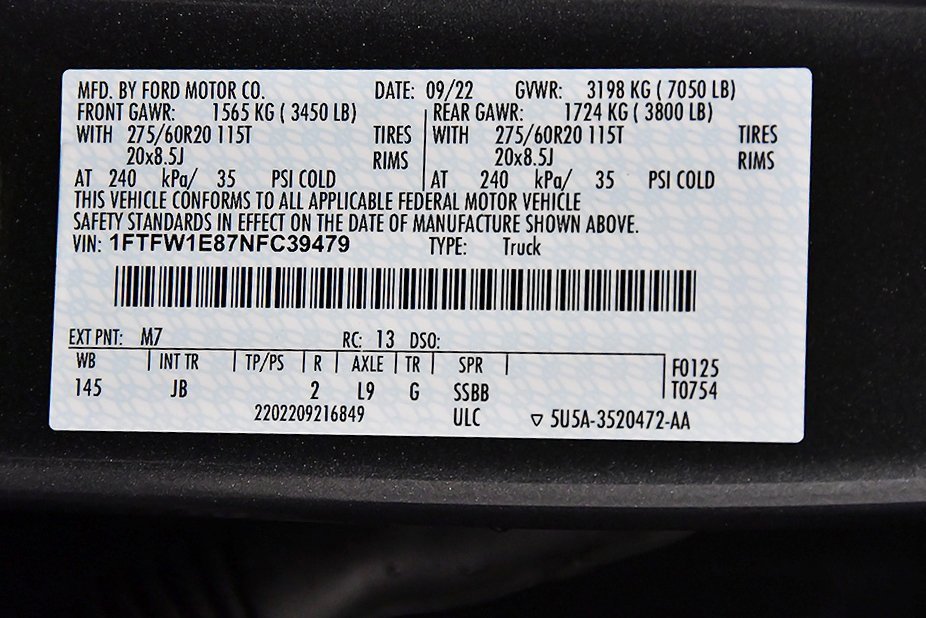 MFD. BY FORD MOTOR CO. DATE: 09/22 GVWR: 3198 KG ( 7050 LB)
FRONT GAWR: 1565 KG ( 3450 LB) REAR GAWR: 1724 KG ( 3800 LB)
WITH 275/60R20 115T TIRES WITH 275/60R20 115T TIRES
20x8.5J RIMS 20x8.5J RIMS
AT 240 kPa/ 35 PSI COLD AT 240 kPa/ 35 PSI COLD
THIS VEHICLE CONFORMS TO ALL APPLICABLE FEDERAL MOTOR VEHICLE
SAFETY STANDARDS IN EFFECT ON THE DATE OF MANUFACTURE SHOWN ABOVE.
VIN: 1FTFW1E87NFC39479 TYPE: Truck
EXT PNT: M7 RC: 13 DSO:
WB INT TR TP/PS R AXLE TR SPR F0125
145 JB 2 L9 G SSBB T0754
2202209216849 ULC ▽ 5U5A-3520472-AA